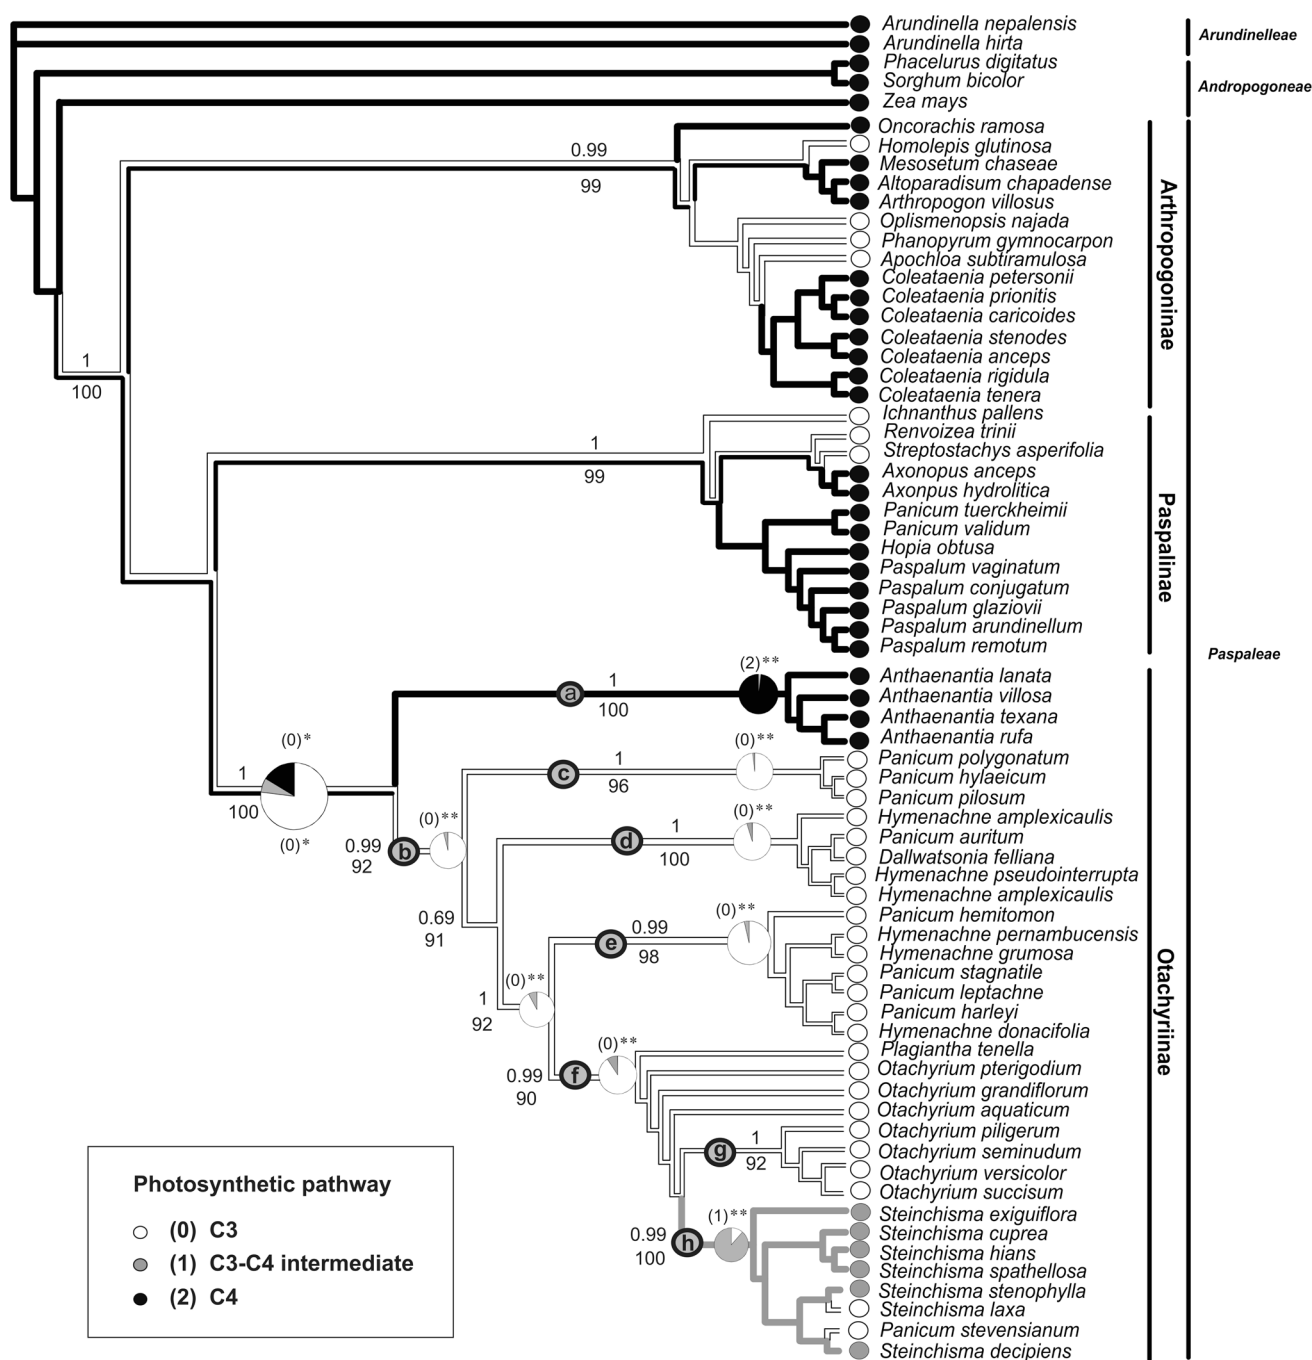 Arundinella nepalensis
Arundinella hirta
Arundinelleae
Phacelurus digitatus
Sorghum bicolor
Andropogoneae
Zea mays
Oncorachis ramosa
0.99
Homolepis glutinosa
Mesosetum chaseae
99
Altoparadisum chapadense
Arthropogon villosus
Oplismenopsis najada
Phanopyrum gymnocarpon
Apochloa subtiramulosa
Coleataenia petersonii
Coleataenia prionitis
Coleataenia caricoides
Coleataenia stenodes
Coleataenia anceps
1
Coleataenia rigidula
100
Coleataenia tenera
Arthropogoninae
Ichnanthus pallens
Renvoizea trinii
1
Streptostachys asperifolia
99
Axonopus anceps
Axonpus hydrolitica
Panicum tuerckheimii
Panicum validum
Hopia obtusa
Paspalum vaginatum
Paspalum conjugatum
Paspalum glaziovii
Paspalum arundinellum
Paspalum remotum
Paspalinae
Paspaleae
(2)**
Anthaenantia lanata
1
a
Anthaenantia villosa
100
Anthaenantia texana
Anthaenantia rufa
(0)*
(0)**
Panicum polygonatum
1
c
1
Panicum hylaeicum
96
Panicum pilosum
100
(0)**
Hymenachne amplexicaulis
(0)**
1
Panicum auritum
(0)*
0.99
b
d
Dallwatsonia felliana
92
100
Hymenachne pseudointerrupta
Hymenachne amplexicaulis
(0)**
Panicum hemitomon
0.69
0.99
Hymenachne pernambucensis
91
e
98
Hymenachne grumosa
Panicum stagnatile
(0)**
Panicum leptachne
1
Panicum harleyi
92
Hymenachne donacifolia
(0)**
Plagiantha tenella
0.99
f
Otachyrium pterigodium
90
Otachyrium grandiflorum
Otachyrium aquaticum
1
Otachyrium piligerum
g
92
Otachyrium seminudum
Otachyrium versicolor
Otachyrium succisum
(1)**
Steinchisma exiguiflora
0.99
h
Steinchisma cuprea
100
Steinchisma hians
Steinchisma spathellosa
Steinchisma stenophylla
Steinchisma laxa
Panicum stevensianum
Steinchisma decipiens
Otachyriinae
Photosynthetic pathway
(0) C3
(1) C3-C4 intermediate
(2) C4